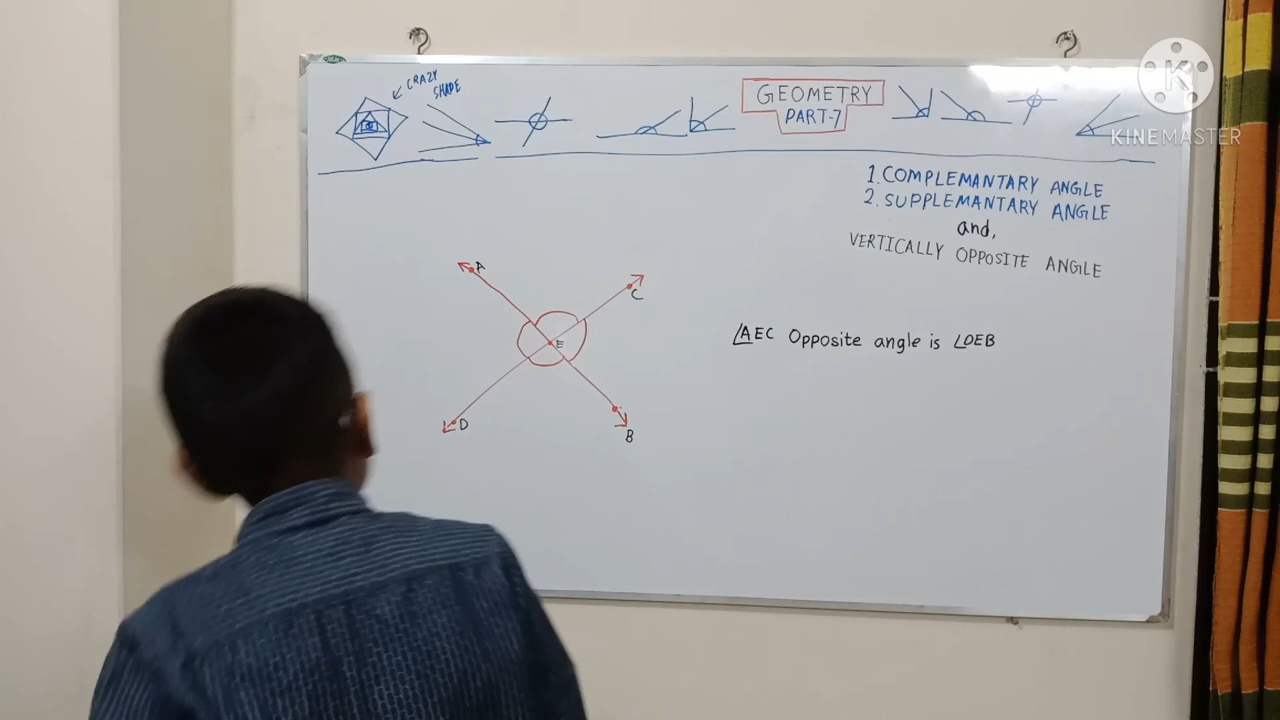 CRAZY
SHAPE
GEOMETRY
PART-7
KINEMASTER
1. COMPLEMANTARY ANGLE
2. SUPPLEMANTARY ANGLE
and,
VERTICALLY OPPOSITE ANGLE
A
C
E
D
B
∠AEC Opposite angle is ∠DEB